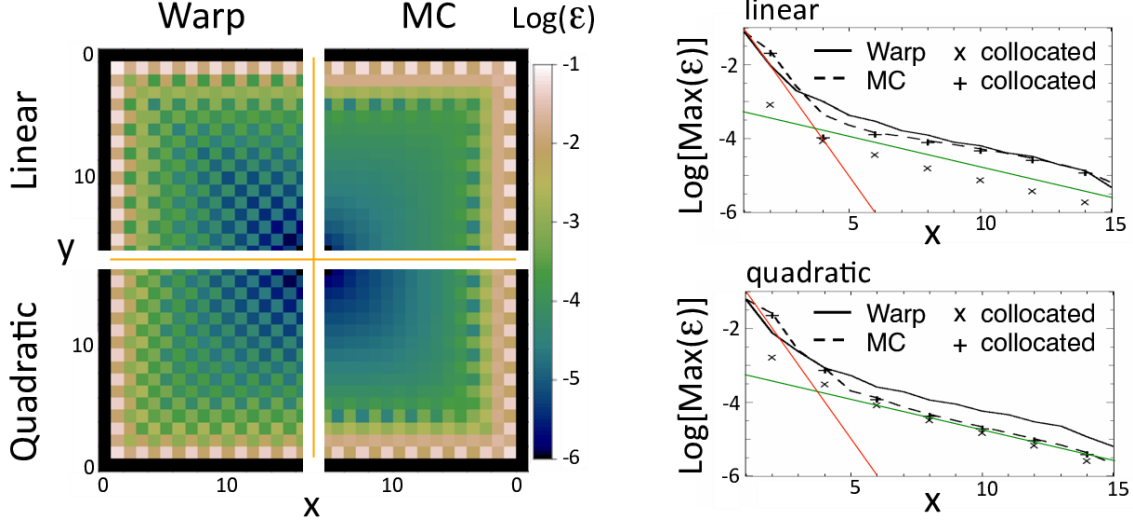 Warp MC Log(ε)
Linear
Quadratic
y
0
10
10
0
0 10 10 0
x
-1
-2
-3
-4
-5
-6
linear
Log[Max(ε)]
-2
-4
-6
Warp x collocated
MC + collocated
5 10 15
x
quadratic
Log[Max(ε)]
-2
-4
-6
Warp x collocated
MC + collocated
5 10 15
x